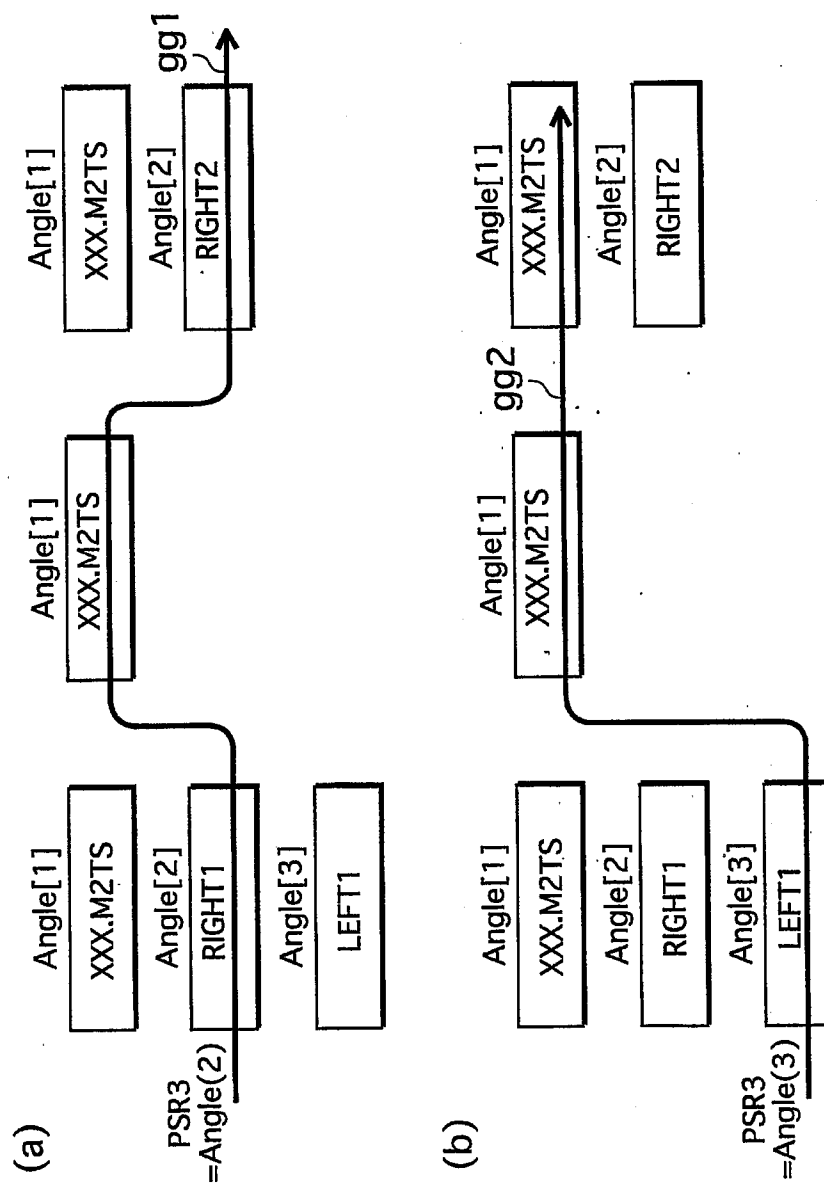 (a)
PSR3
=Angle(2)
Angle[1]
XXX.M2TS
Angle[2]
RIGHT1
Angle[3]
LEFT1
Angle[1]
XXX.M2TS
Angle[1]
XXX.M2TS
Angle[2]
RIGHT2
gg1
(b)
PSR3
=Angle(3)
Angle[1]
XXX.M2TS
Angle[2]
RIGHT1
Angle[3]
LEFT1
Angle[1]
XXX.M2TS
gg2
Angle[1]
XXX.M2TS
Angle[2]
RIGHT2